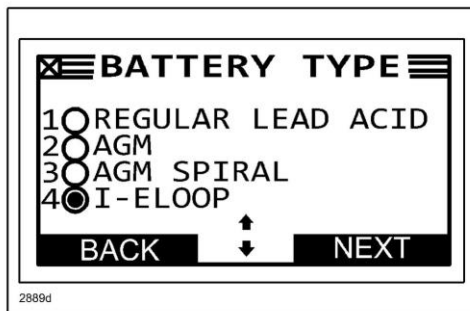 BATTERY TYPE
1 REGULAR LEAD ACID
2 AGM
3 AGM SPIRAL
4 I-ELOOP
BACK NEXT
2889d